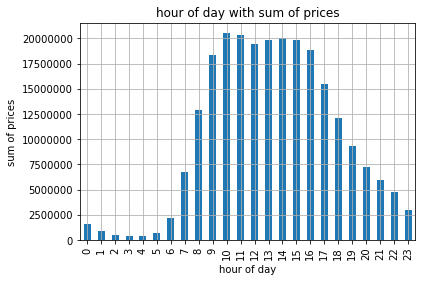 hour of day with sum of prices
sum of prices
20000000
17500000
15000000
12500000
10000000
7500000
5000000
2500000
0
0 1 2 3 4 5 6 7 8 9 10 11 12 13 14 15 16 17 18 19 20 21 22 23
hour of day